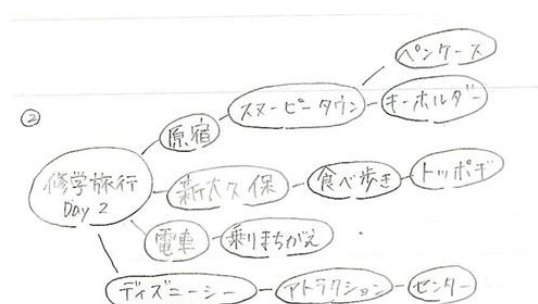 ②
修学旅行
Day 2
原宿
スヌーピータウン
ペンケース
キーホルダー
新大久保
食べ歩き
トッポギ
電車
乗りまちがえ
ディズニーシー
アトラクション
センター